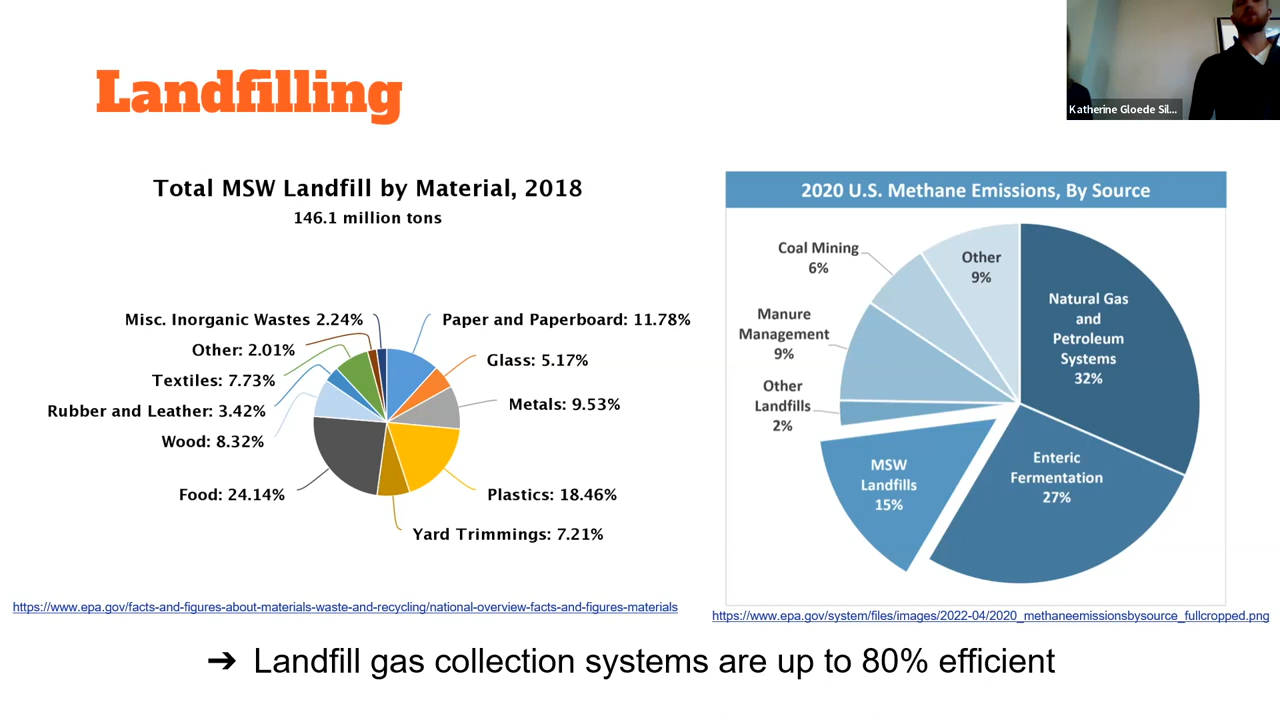 Landfilling
Katherine Gloede Sil...
Total MSW Landfill by Material, 2018
146.1 million tons
Misc. Inorganic Wastes 2.24%
Other: 2.01%
Textiles: 7.73%
Rubber and Leather: 3.42%
Wood: 8.32%
Food: 24.14%
Paper and Paperboard: 11.78%
Glass: 5.17%
Metals: 9.53%
Plastics: 18.46%
Yard Trimmings: 7.21%
https://www.epa.gov/facts-and-figures-about-materials-waste-and-recycling/national-overview-facts-and-figures-materials
2020 U.S. Methane Emissions, By Source
Coal Mining
6%
Other
9%
Manure
Management
9%
Other
Landfills
2%
MSW
Landfills
15%
Natural Gas
and
Petroleum
Systems
32%
Enteric
Fermentation
27%
https://www.epa.gov/system/files/images/2022-04/2020_methaneemissionsbysource_fullcropped.png
➔ Landfill gas collection systems are up to 80% efficient